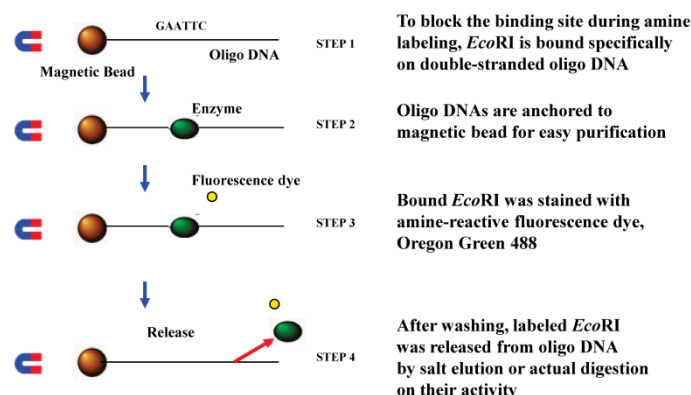 GAATTC
STEP 1
Oligo DNA
Magnetic Bead
To block the binding site during amine
labeling, EcoRI is bound specifically
on double-stranded oligo DNA
Enzyme
STEP 2
Oligo DNAs are anchored to
magnetic bead for easy purification
Fluorescence dye
STEP 3
Bound EcoRI was stained with
amine-reactive fluorescence dye,
Oregon Green 488
Release
STEP 4
After washing, labeled EcoRI
was released from oligo DNA
by salt elution or actual digestion
on their activity